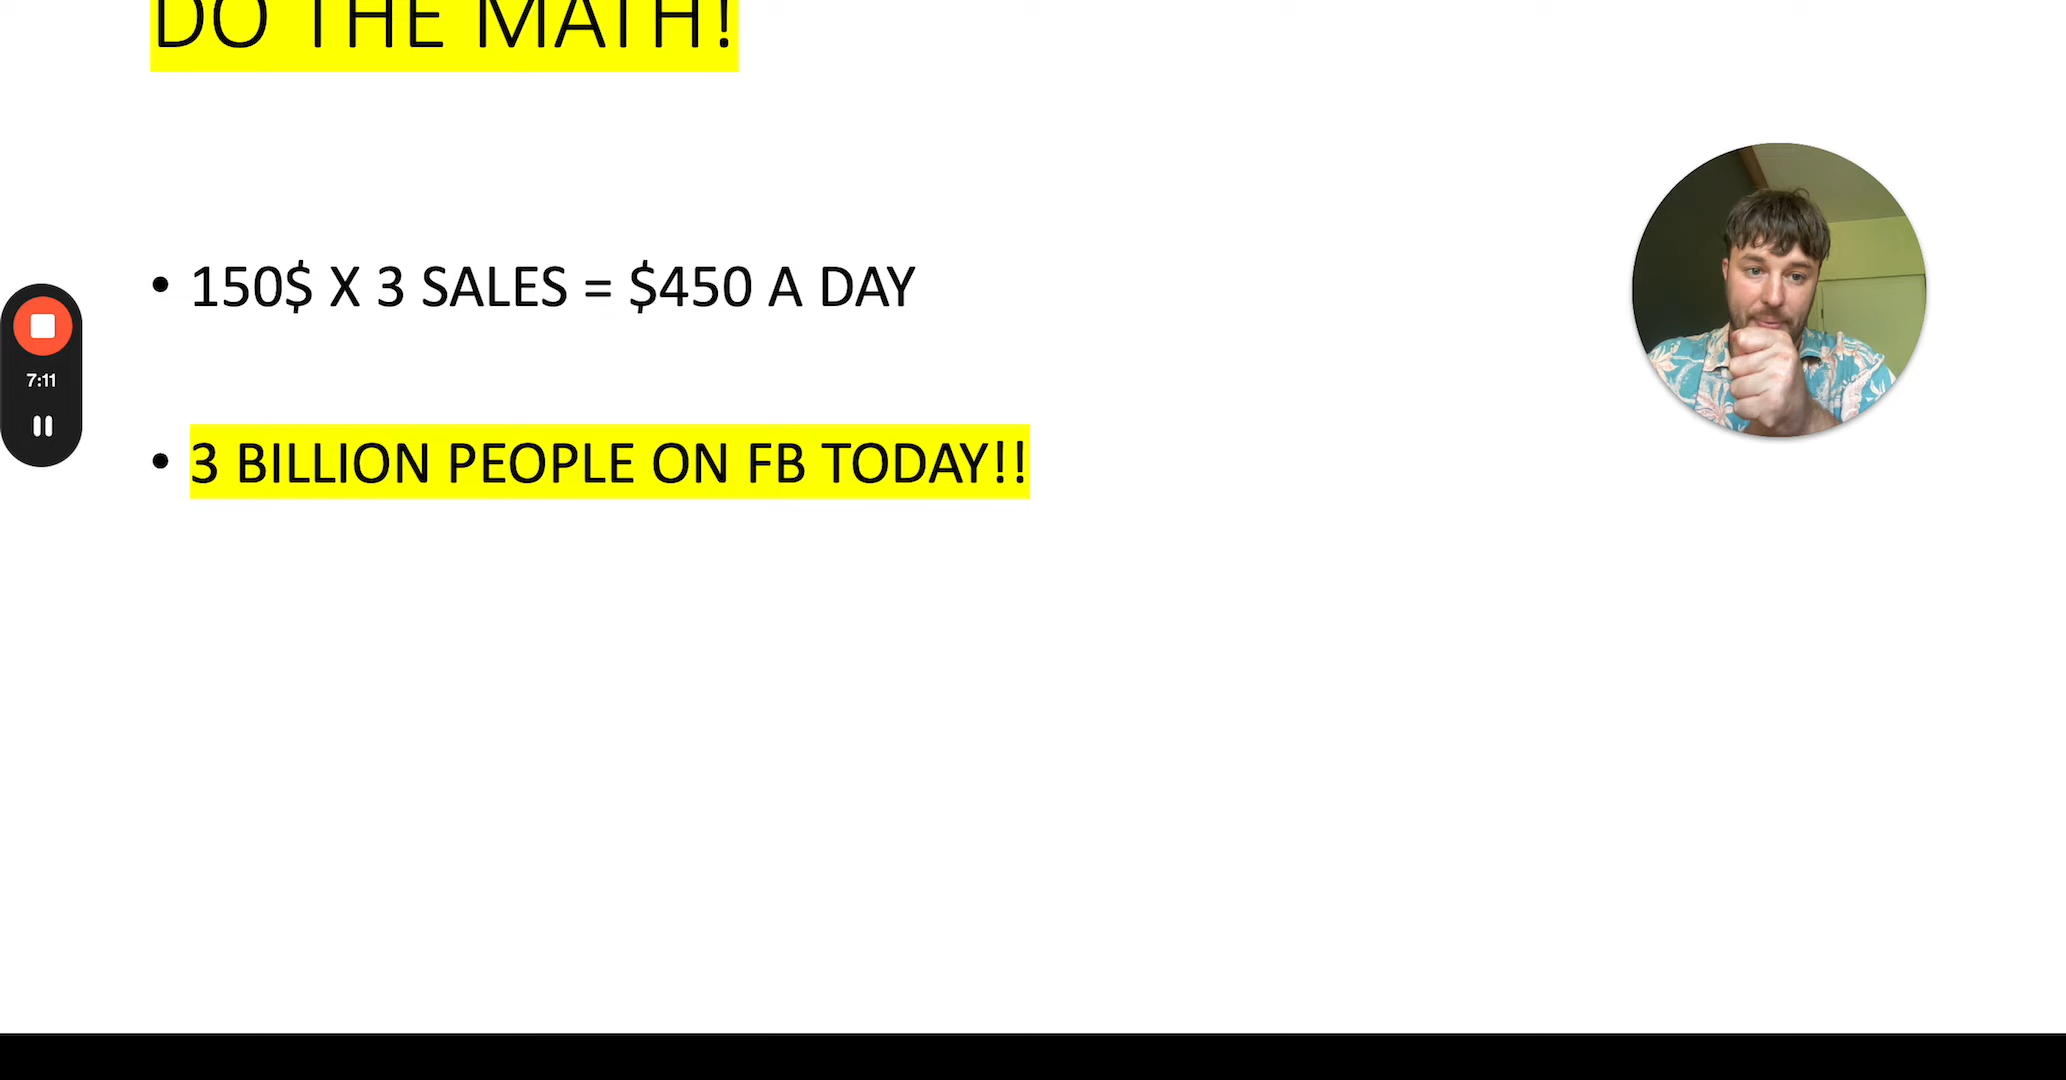 DO THE MATH!
• 150$ X 3 SALES = $450 A DAY
7:11
• 3 BILLION PEOPLE ON FB TODAY!!